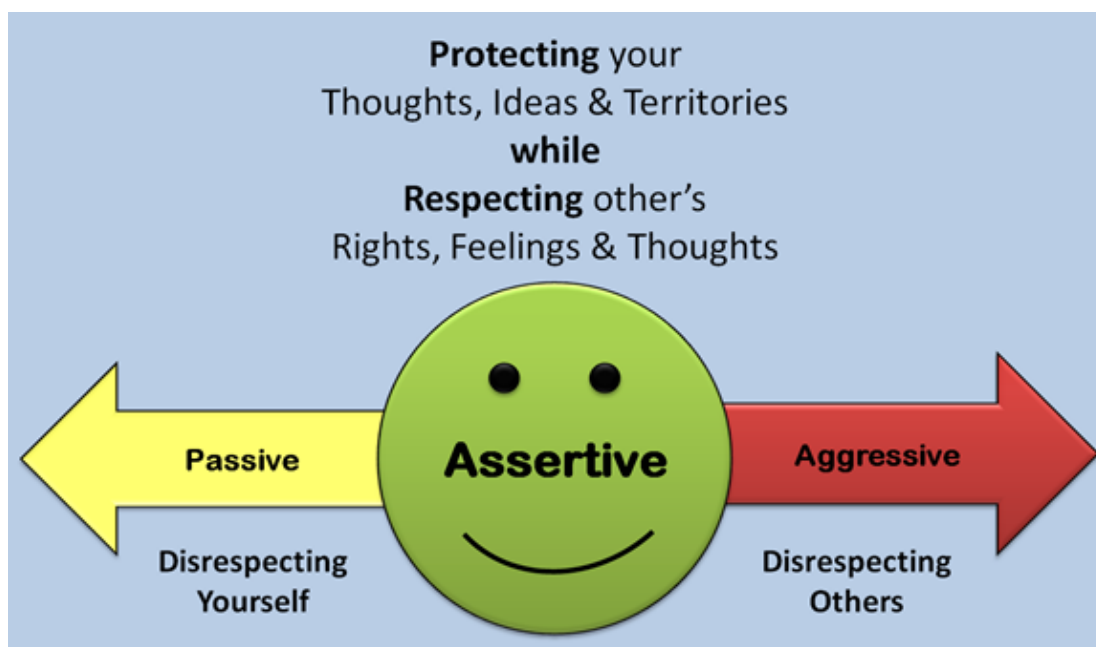 Protecting your
Thoughts, Ideas & Territories
while
Respecting other’s
Rights, Feelings & Thoughts
Passive
Assertive
Aggressive
Disrespecting
Yourself
Disrespecting
Others